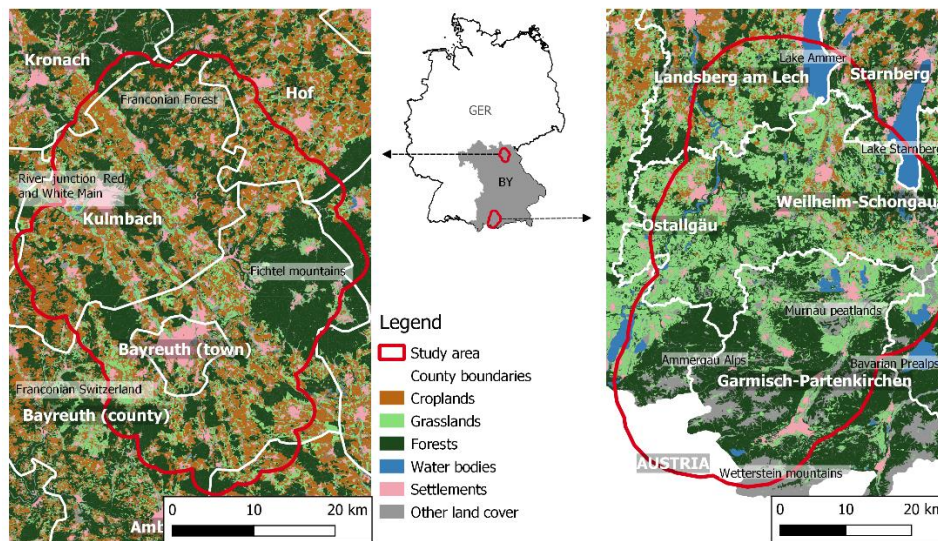 Kronach
Franconian Forest
Hof
River junction Red
and White Main
Kulmbach
Fichtel mountains
Bayreuth (town)
Franconian Switzerland
Bayreuth (county)
Amb
0 10 20 km
GER
BY
Legend
Study area
County boundaries
Croplands
Grasslands
Forests
Water bodies
Settlements
Other land cover
Lake Ammer
Landsberg am Lech
Starnberg
Lake Starnberg
Weilheim-Schongau
Ostallgäu
Murnau peatlands
Ammergau Alps
Bavarian Prealps
Garmisch-Partenkirchen
AUSTRIA
Wetterstein mountains
0 10 20 km